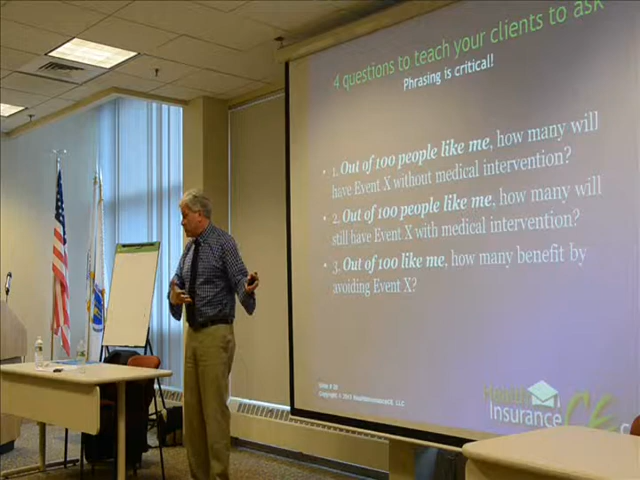 4 questions to teach your clients to ask
Phrasing is critical!
• 1. Out of 100 people like me, how many will
have Event X without medical intervention?
• 2. Out of 100 people like me, how many will
still have Event X with medical intervention?
• 3. Out of 100 like me, how many benefit by
avoiding Event X?
Health
Insurance CE